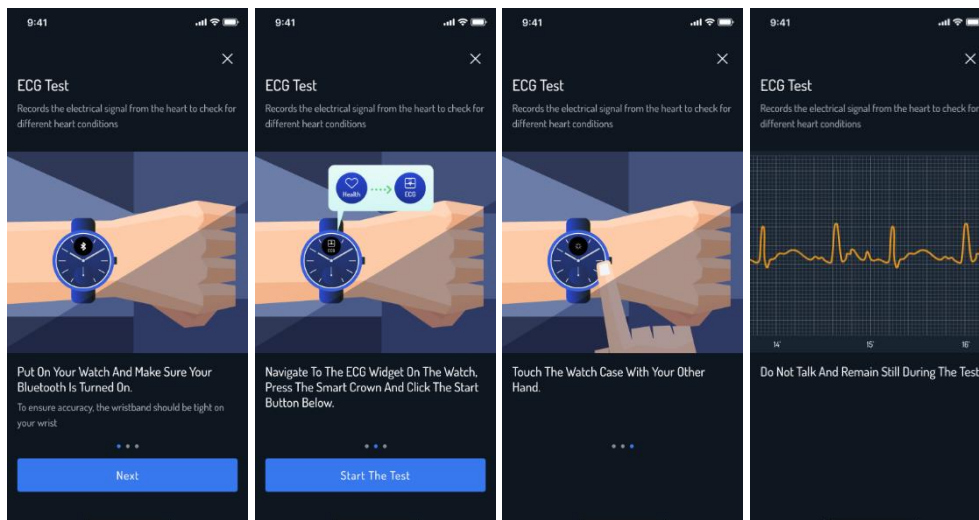 9:41
ECG Test
Records the electrical signal from the heart to check for
different heart conditions
Put On Your Watch And Make Sure Your
Bluetooth Is Turned On.
To ensure accuracy, the wristband should be tight on
your wrist
Next
9:41
ECG Test
Records the electrical signal from the heart to check for
different heart conditions
Health
ECG
ECG
Navigate To The ECG Widget On The Watch,
Press The Smart Crown And Click The Start
Button Below.
Start The Test
9:41
ECG Test
Records the electrical signal from the heart to check for
different heart conditions
Touch The Watch Case With Your Other
Hand.
9:41
ECG Test
Records the electrical signal from the heart to check for
different heart conditions
14'
15'
16'
Do Not Talk And Remain Still During The Test